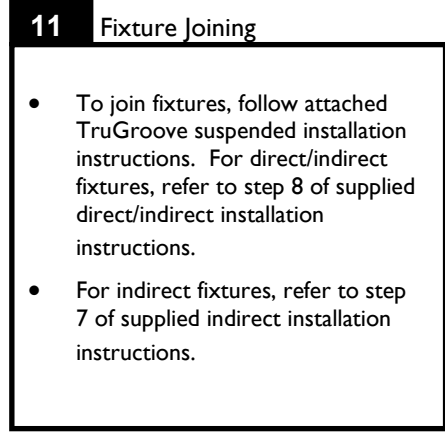 11 Fixture Joining
• To join fixtures, follow attached
TruGroove suspended installation
instructions. For direct/indirect
fixtures, refer to step 8 of supplied
direct/indirect installation
instructions.
• For indirect fixtures, refer to step
7 of supplied indirect installation
instructions.